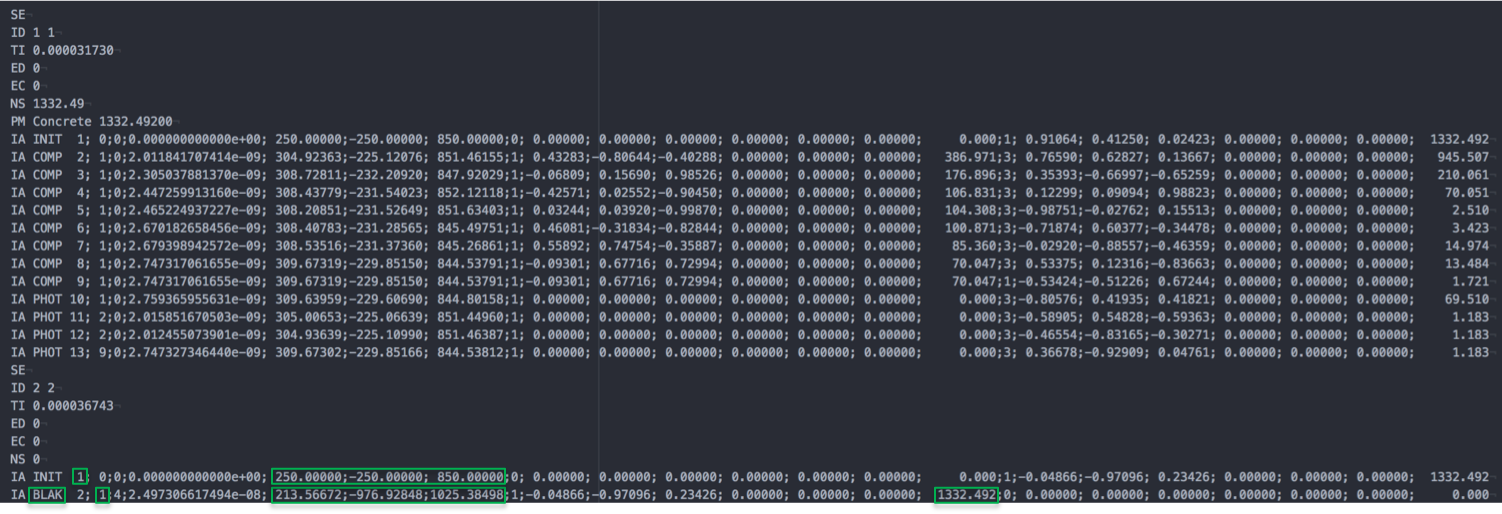 SE
ID 1 1
TI 0.000031730
ED 0
EC 0
NS 1332.49
PM Concrete 1332.49200
IA INIT  1; 0;0;0.000000000000e+00; 250.00000;-250.00000; 850.00000;0; 0.00000; 0.00000; 0.00000; 0.00000; 0.00000; 0.00000;    0.000;1; 0.91064; 0.41250; 0.02423; 0.00000; 0.00000; 0.00000;  1332.492
IA COMP  2; 1;0;2.011841707414e-09; 304.92363;-225.12076; 851.46155;1; 0.43283;-0.80644;-0.40288; 0.00000; 0.00000; 0.00000;  386.971;3; 0.76590; 0.62827; 0.13667; 0.00000; 0.00000; 0.00000;   945.507
IA COMP  3; 1;0;2.305037881370e-09; 308.72811;-232.20920; 847.92029;1;-0.06809; 0.15690; 0.98526; 0.00000; 0.00000; 0.00000;  176.896;3; 0.35393;-0.66997;-0.65259; 0.00000; 0.00000; 0.00000;   210.061
IA COMP  4; 1;0;2.447259913160e-09; 308.43779;-231.54023; 852.12118;1;-0.42571; 0.02552;-0.90450; 0.00000; 0.00000; 0.00000;  106.831;3; 0.12299; 0.09094; 0.98823; 0.00000; 0.00000; 0.00000;    70.051
IA COMP  5; 1;0;2.465224937227e-09; 308.20851;-231.52649; 851.63403;1; 0.03244; 0.03920;-0.99870; 0.00000; 0.00000; 0.00000;  104.308;3;-0.98751;-0.02762; 0.15513; 0.00000; 0.00000; 0.00000;     2.510
IA COMP  6; 1;0;2.670182658456e-09; 308.40783;-231.28565; 845.49751;1; 0.46081;-0.31834;-0.82844; 0.00000; 0.00000; 0.00000;  100.871;3;-0.71874; 0.60377;-0.34478; 0.00000; 0.00000; 0.00000;     3.423
IA COMP  7; 1;0;2.679398942572e-09; 308.53516;-231.37360; 845.26861;1; 0.55892; 0.74754;-0.35887; 0.00000; 0.00000; 0.00000;   85.360;3;-0.02920;-0.88557;-0.46359; 0.00000; 0.00000; 0.00000;    14.974
IA COMP  8; 1;0;2.747317061655e-09; 309.67319;-229.85150; 844.53791;1;-0.09301; 0.67716; 0.72994; 0.00000; 0.00000; 0.00000;   70.047;3; 0.53375; 0.12316;-0.83663; 0.00000; 0.00000; 0.00000;    13.484
IA COMP  9; 1;0;2.747317061655e-09; 309.67319;-229.85150; 844.53791;1;-0.09301; 0.67716; 0.72994; 0.00000; 0.00000; 0.00000;   70.047;1;-0.53424;-0.51226; 0.67244; 0.00000; 0.00000; 0.00000;     1.721
IA PHOT 10; 1;0;2.759365955631e-09; 309.63959;-229.60690; 844.80158;1; 0.00000; 0.00000; 0.00000; 0.00000; 0.00000; 0.00000;    0.000;3;-0.80576; 0.41935; 0.41821; 0.00000; 0.00000; 0.00000;    69.510
IA PHOT 11; 2;0;2.015851670503e-09; 305.00653;-225.06639; 851.44960;1; 0.00000; 0.00000; 0.00000; 0.00000; 0.00000; 0.00000;    0.000;3;-0.58905; 0.54828;-0.59363; 0.00000; 0.00000; 0.00000;     1.183
IA PHOT 12; 2;0;2.012455073901e-09; 304.93639;-225.10990; 851.46387;1; 0.00000; 0.00000; 0.00000; 0.00000; 0.00000; 0.00000;    0.000;3;-0.46554;-0.83165;-0.30271; 0.00000; 0.00000; 0.00000;     1.183
IA PHOT 13; 9;0;2.747327346440e-09; 309.67302;-229.85166; 844.53812;1; 0.00000; 0.00000; 0.00000; 0.00000; 0.00000; 0.00000;    0.000;3; 0.36678;-0.92909; 0.04761; 0.00000; 0.00000; 0.00000;     1.183
SE
ID 2 2
TI 0.000036743
ED 0
EC 0
NS 0
IA INIT  1; 0;0;0.000000000000e+00; 250.00000;-250.00000; 850.00000;0; 0.00000; 0.00000; 0.00000; 0.00000; 0.00000; 0.00000;    0.000;1;-0.04866;-0.97096; 0.23426; 0.00000; 0.00000; 0.00000;  1332.492
IA BLAK  2; 1;4;2.497306617494e-08; 213.56672;-976.92848;1025.38498;1;-0.04866;-0.97096; 0.23426; 0.00000; 0.00000; 0.00000; 1332.492;0; 0.00000; 0.00000; 0.00000; 0.00000; 0.00000; 0.00000;     0.000